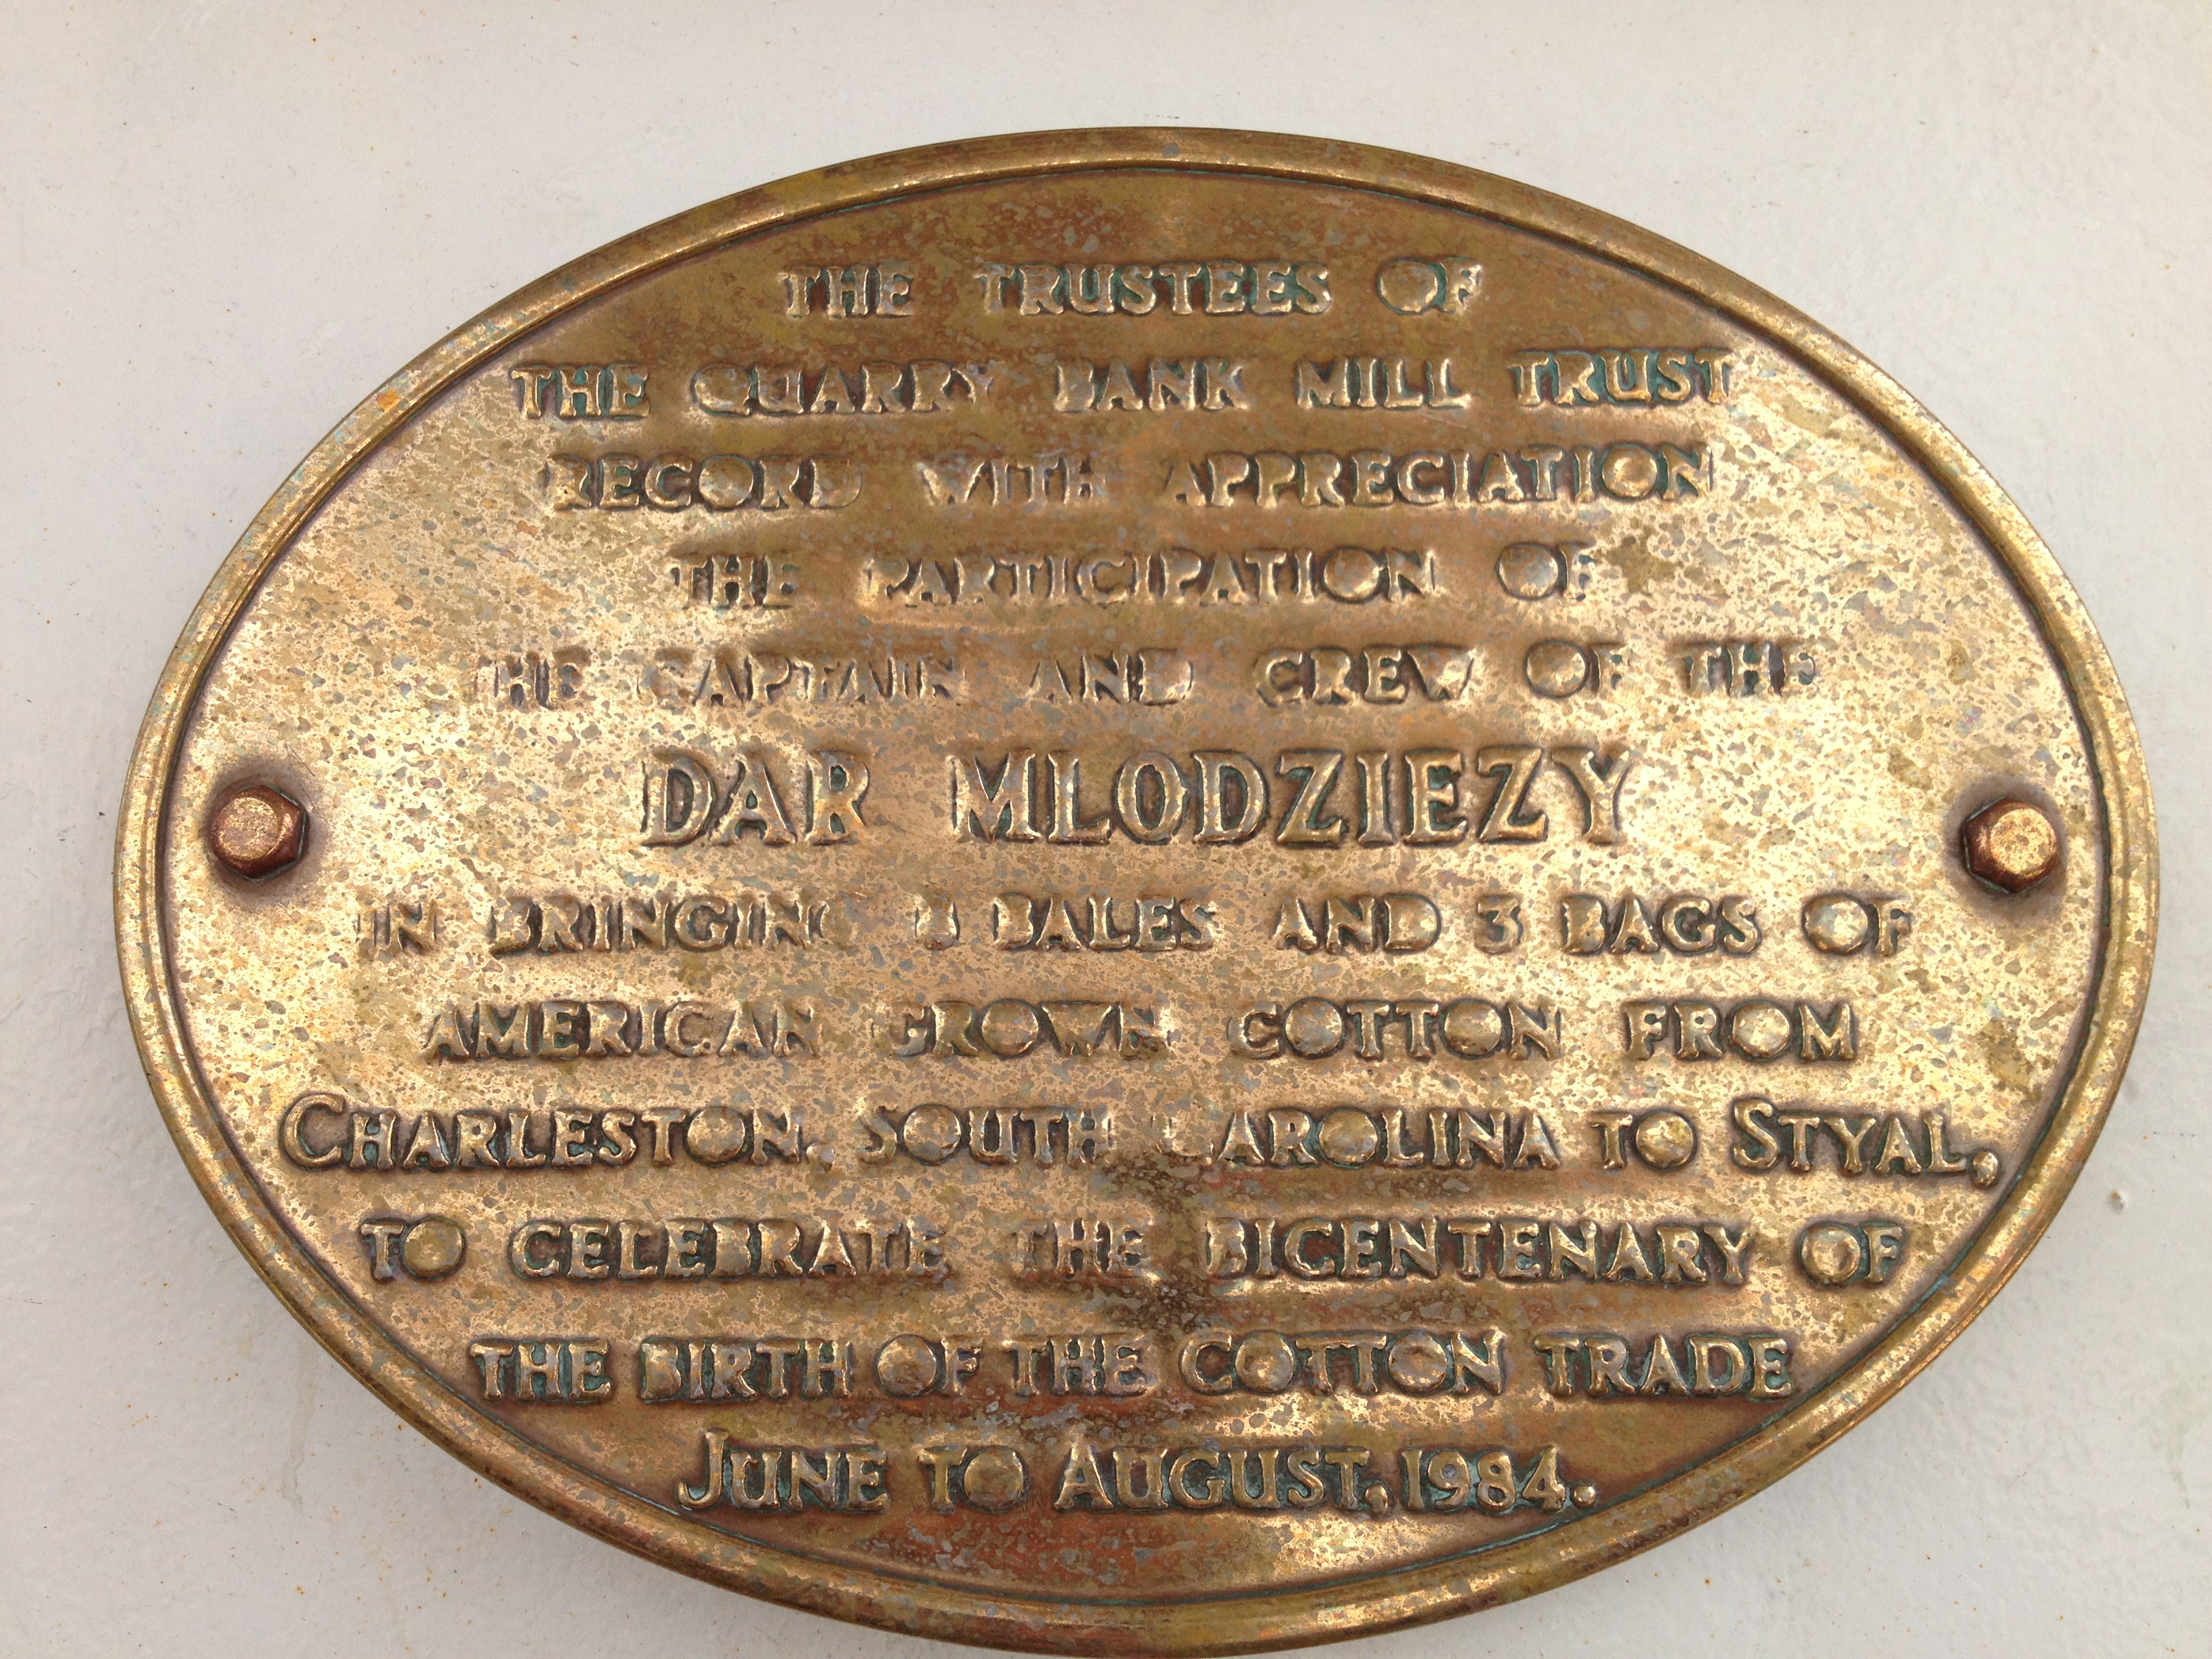 THE TRUSTEES OF
THE QUARRY BANK MILL TRUST
RECORD WITH APPRECIATION
THE PARTICIPATION OF
THE CAPTAIN AND CREW OF THE
DAR MLODZIEZY
IN BRINGING 8 BALES AND 3 BAGS OF
AMERICAN GROWN COTTON FROM
CHARLESTON, SOUTH CAROLINA TO STYAL,
TO CELEBRATE THE BICENTENARY OF
THE BIRTH OF THE COTTON TRADE
JUNE TO AUGUST, 1984.